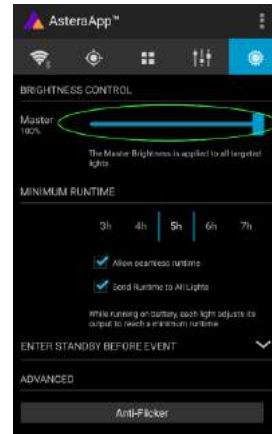 AsteraApp™
BRIGHTNESS CONTROL
Master
100%
The Master Brightness is applied to all targeted
lights
MINIMUM RUNTIME
3h 4h 5h 6h 7h
Allow seamless runtime
Send Runtime to All Lights
While running on battery, each light adjusts its
output to reach a minimum runtime
ENTER STANDBY BEFORE EVENT
ADVANCED
Anti-Flicker